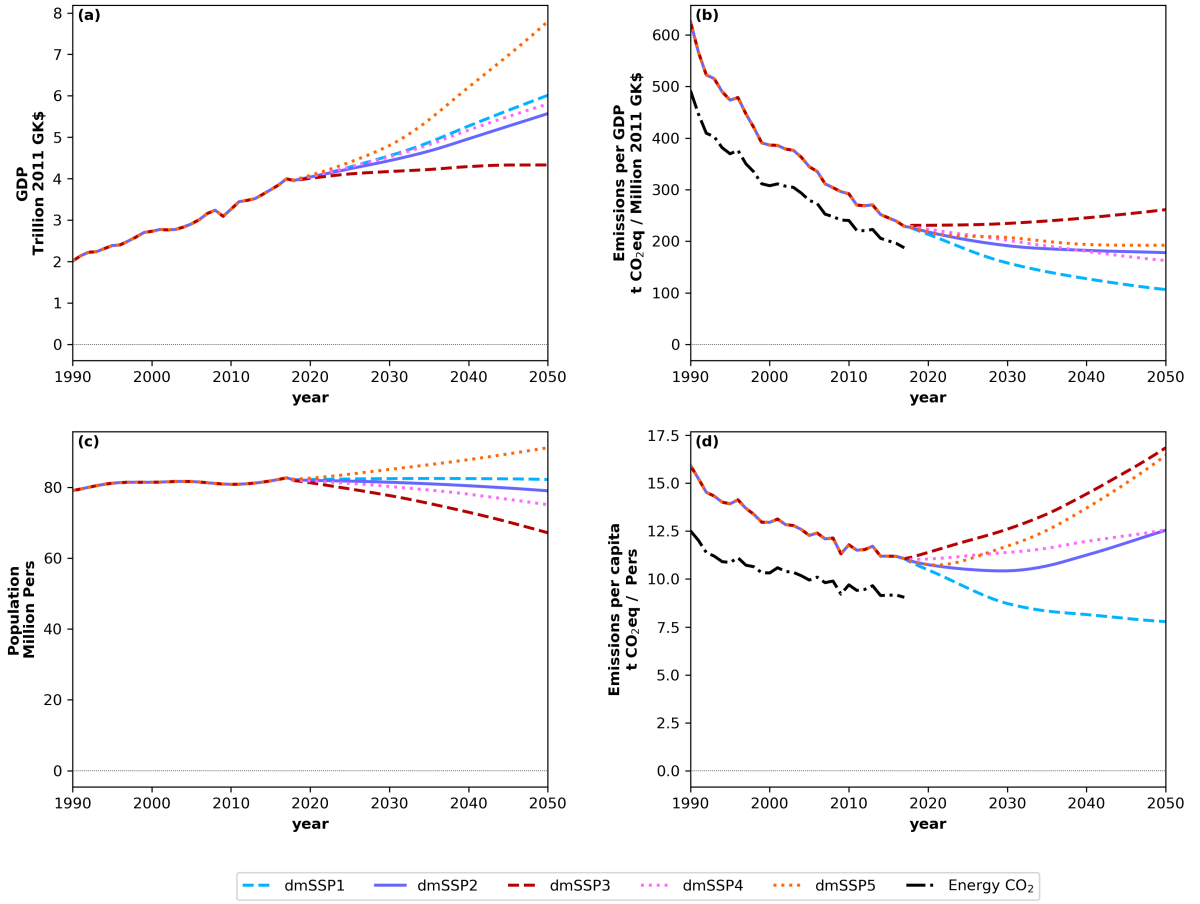 (a)
GDP
Trillion 2011 GK$
8
7
6
5
4
3
2
1
0
1990 2000 2010 2020 2030 2040 2050
year
(b)
Emissions per GDP
t CO₂eq / Million 2011 GK$
600
500
400
300
200
100
0
1990 2000 2010 2020 2030 2040 2050
year
(c)
Population
Million Pers
80
60
40
20
0
1990 2000 2010 2020 2030 2040 2050
year
(d)
Emissions per capita
t CO₂eq / Pers
17.5
15.0
12.5
10.0
7.5
5.0
2.5
0.0
1990 2000 2010 2020 2030 2040 2050
year
dmSSP1 dmSSP2 dmSSP3 dmSSP4 dmSSP5 Energy CO₂